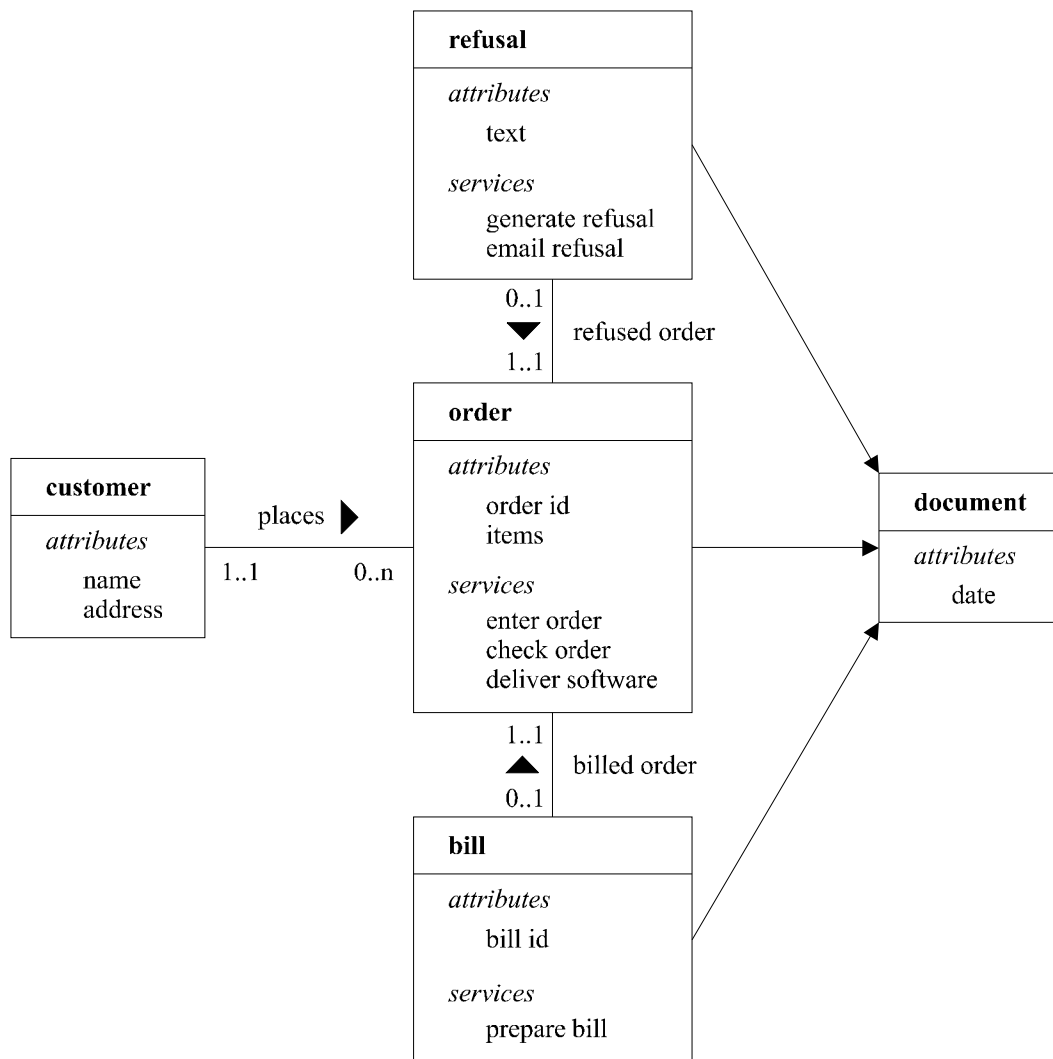 refusal
attributes
text
services
generate refusal
email refusal
0..1
refused order
1..1
order
attributes
order id
items
services
enter order
check order
deliver software
customer
attributes
name
address
places
1..1
0..n
document
attributes
date
1..1
billed order
0..1
bill
attributes
bill id
services
prepare bill